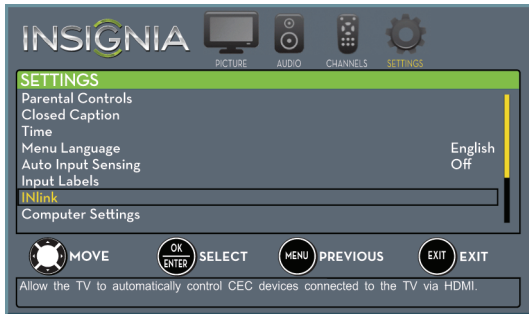 INSIGNIA
PICTURE AUDIO CHANNELS SETTINGS
SETTINGS
Parental Controls
Closed Caption
Time
Menu Language English
Auto Input Sensing Off
Input Labels
INlink
Computer Settings
MOVE OK ENTER SELECT MENU PREVIOUS EXIT EXIT
Allow the TV to automatically control CEC devices connected to the TV via HDMI.